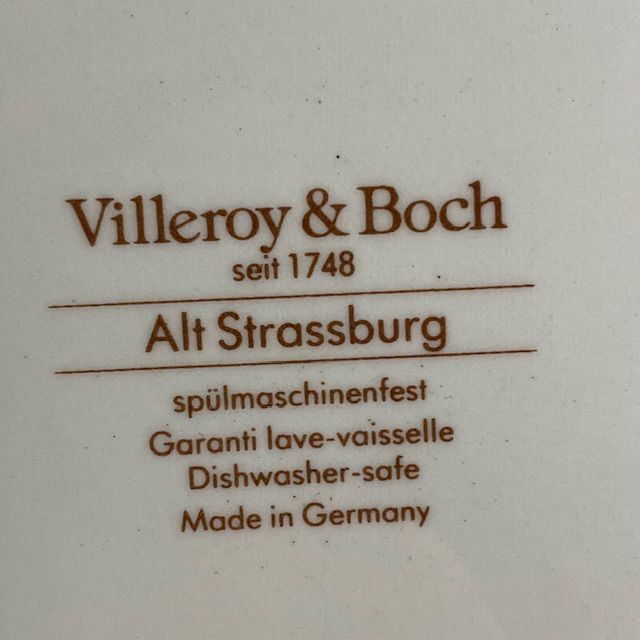 Villeroy & Boch
seit 1748
Alt Strassburg
spülmaschinenfest
Garanti lave-vaisselle
Dishwasher-safe
Made in Germany